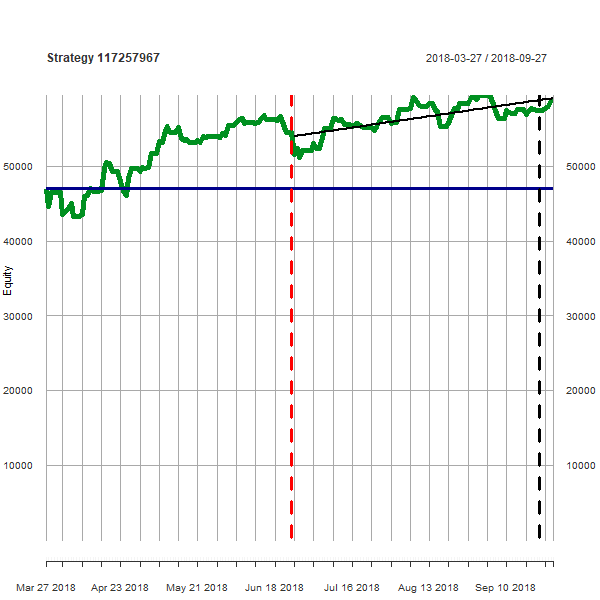 Strategy 117257967
2018-03-27 / 2018-09-27
50000
50000
40000
40000
Equity
30000
30000
20000
20000
10000
10000
Mar 27 2018
Apr 23 2018
May 21 2018
Jun 18 2018
Jul 16 2018
Aug 13 2018
Sep 10 2018